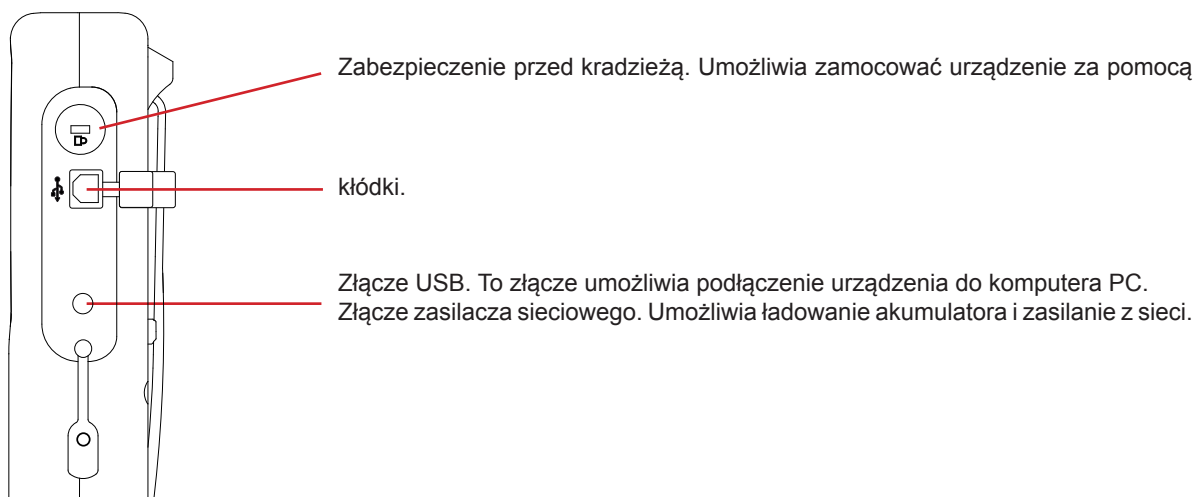 Zabezpieczenie przed kradzieżą. Umożliwia zamocować urządzenie za pomocą
kłódki.
Złącze USB. To złącze umożliwia podłączenie urządzenia do komputera PC.
Złącze zasilacza sieciowego. Umożliwia ładowanie akumulatora i zasilanie z sieci.